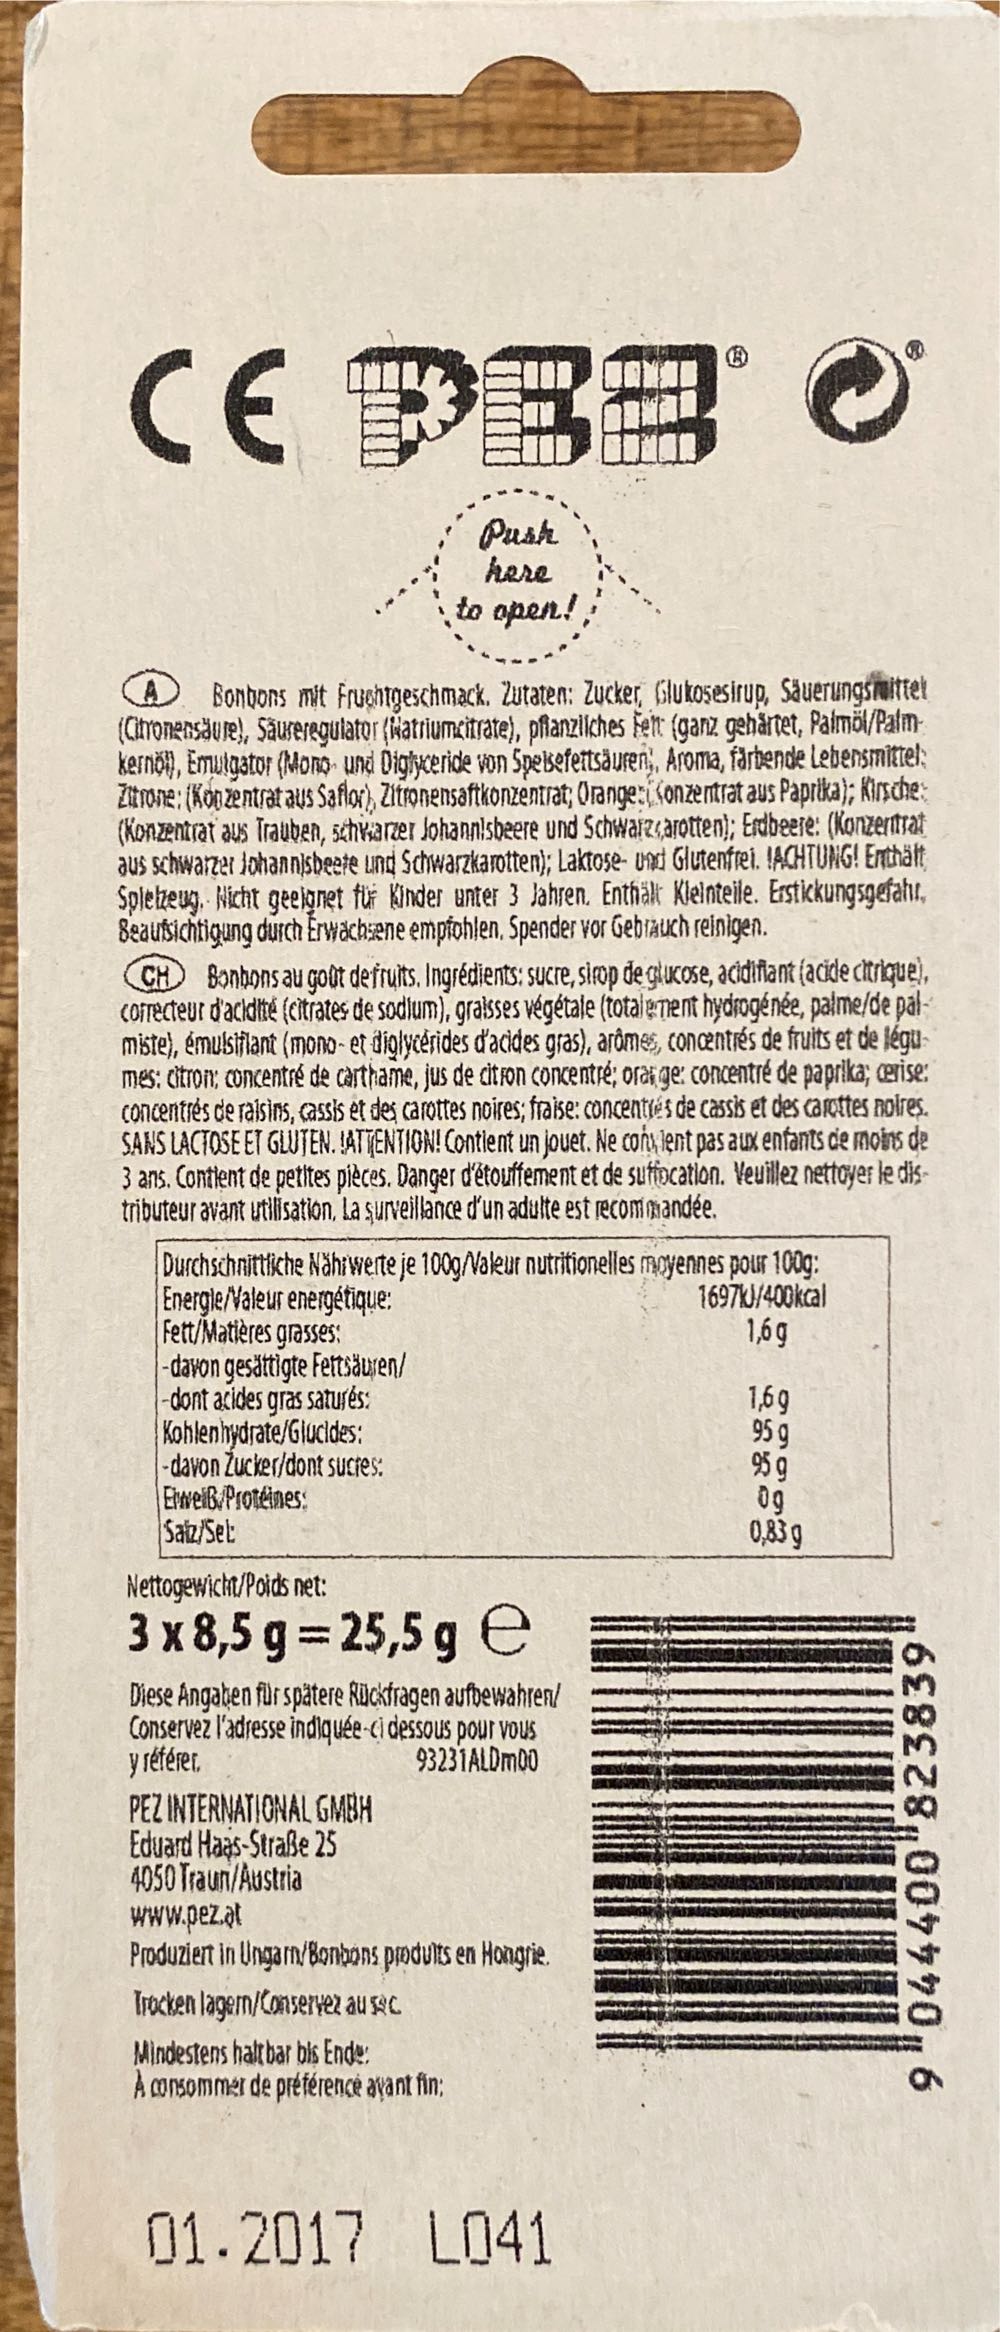 CE PEZ® ®
Push
here
to open!
A Bonbons mit Fruchtgeschmack. Zutaten: Zucker, Glukosesirup, Säuerungsmittel
(Citronensäure), Säureregulator (Natriumcitrate), pflanzliches Fett (ganz gehärtet, Palmöl/Palm-
kernöl), Emulgator (Mono- und Diglyceride von Speisefettsäuren), Aroma, färbende Lebensmittel:
Zitrone: (Konzentrat aus Saflor), Zitronensaftkonzentrat; Orange: (Konzentrat aus Paprika); Kirsche:
(Konzentrat aus Trauben, schwarzer Johannisbeere und Schwarzkarotten); Erdbeere: (Konzentrat
aus schwarzer Johannisbeere und Schwarzkarotten); Laktose- und Glutenfrei. !ACHTUNG! Enthält
Spielzeug. Nicht geeignet für Kinder unter 3 Jahren. Enthält Kleinteile. Erstickungsgefahr.
Beaufsichtigung durch Erwachsene empfohlen. Spender vor Gebrauch reinigen.
CH Bonbons au goût de fruits. Ingrédients: sucre, sirop de glucose, acidifiant (acide citrique),
correcteur d'acidité (citrates de sodium), graisses végétale (totalement hydrogénée, palme/de pal-
miste), émulsifiant (mono- et diglycérides d'acides gras), arômes, concentrés de fruits et de légu-
mes: citron: concentré de carthame, jus de citron concentré; orange: concentré de paprika; cerise:
concentrés de raisins, cassis et des carottes noires; fraise: concentrés de cassis et des carottes noires.
SANS LACTOSE ET GLUTEN. !ATTENTION! Contient un jouet. Ne convient pas aux enfants de moins de
3 ans. Contient de petites pièces. Danger d'étouffement et de suffocation. Veuillez nettoyer le dis-
tributeur avant utilisation. La surveillance d'un adulte est recommandée.
Durchschnittliche Nährwerte je 100g/Valeur nutritionelles moyennes pour 100g:
Energie/Valeur energétique: 1697kJ/400kcal
Fett/Matières grasses: 1,6 g
-davon gesättigte Fettsäuren/
-dont acides gras saturés: 1,6 g
Kohlenhydrate/Glucides: 95 g
-davon Zucker/dont sucres: 95 g
Eiweiß/Protéines: 0 g
Salz/Sel: 0,83 g
Nettogewicht/Poids net:
3 x 8,5 g = 25,5 g e
Diese Angaben für spätere Rückfragen aufbewahren/
Conservez l'adresse indiquée-ci dessous pour vous
y référer. 93231ALDm00
PEZ INTERNATIONAL GMBH
Eduard Haas-Straße 25
4050 Traun/Austria
www.pez.at
Produziert in Ungarn/Bonbons produits en Hongrie.
Trocken lagern/Conservez au sec.
Mindestens haltbar bis Ende:
À consommer de préférence avant fin:
9 044400 823839
01.2017 L041